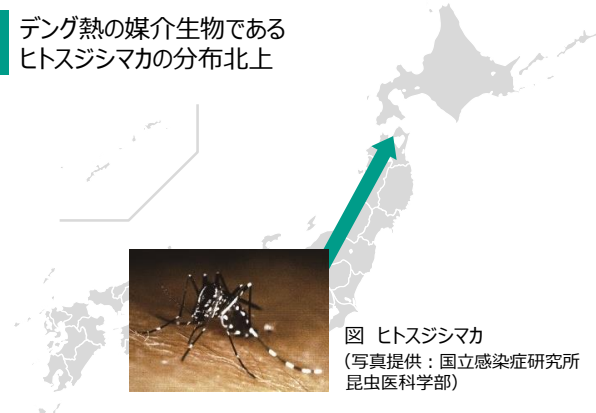 デング熱の媒介生物である
ヒトスジシマカの分布北上
図 ヒトスジシマカ
（写真提供：国立感染症研究所
昆虫医科学部）